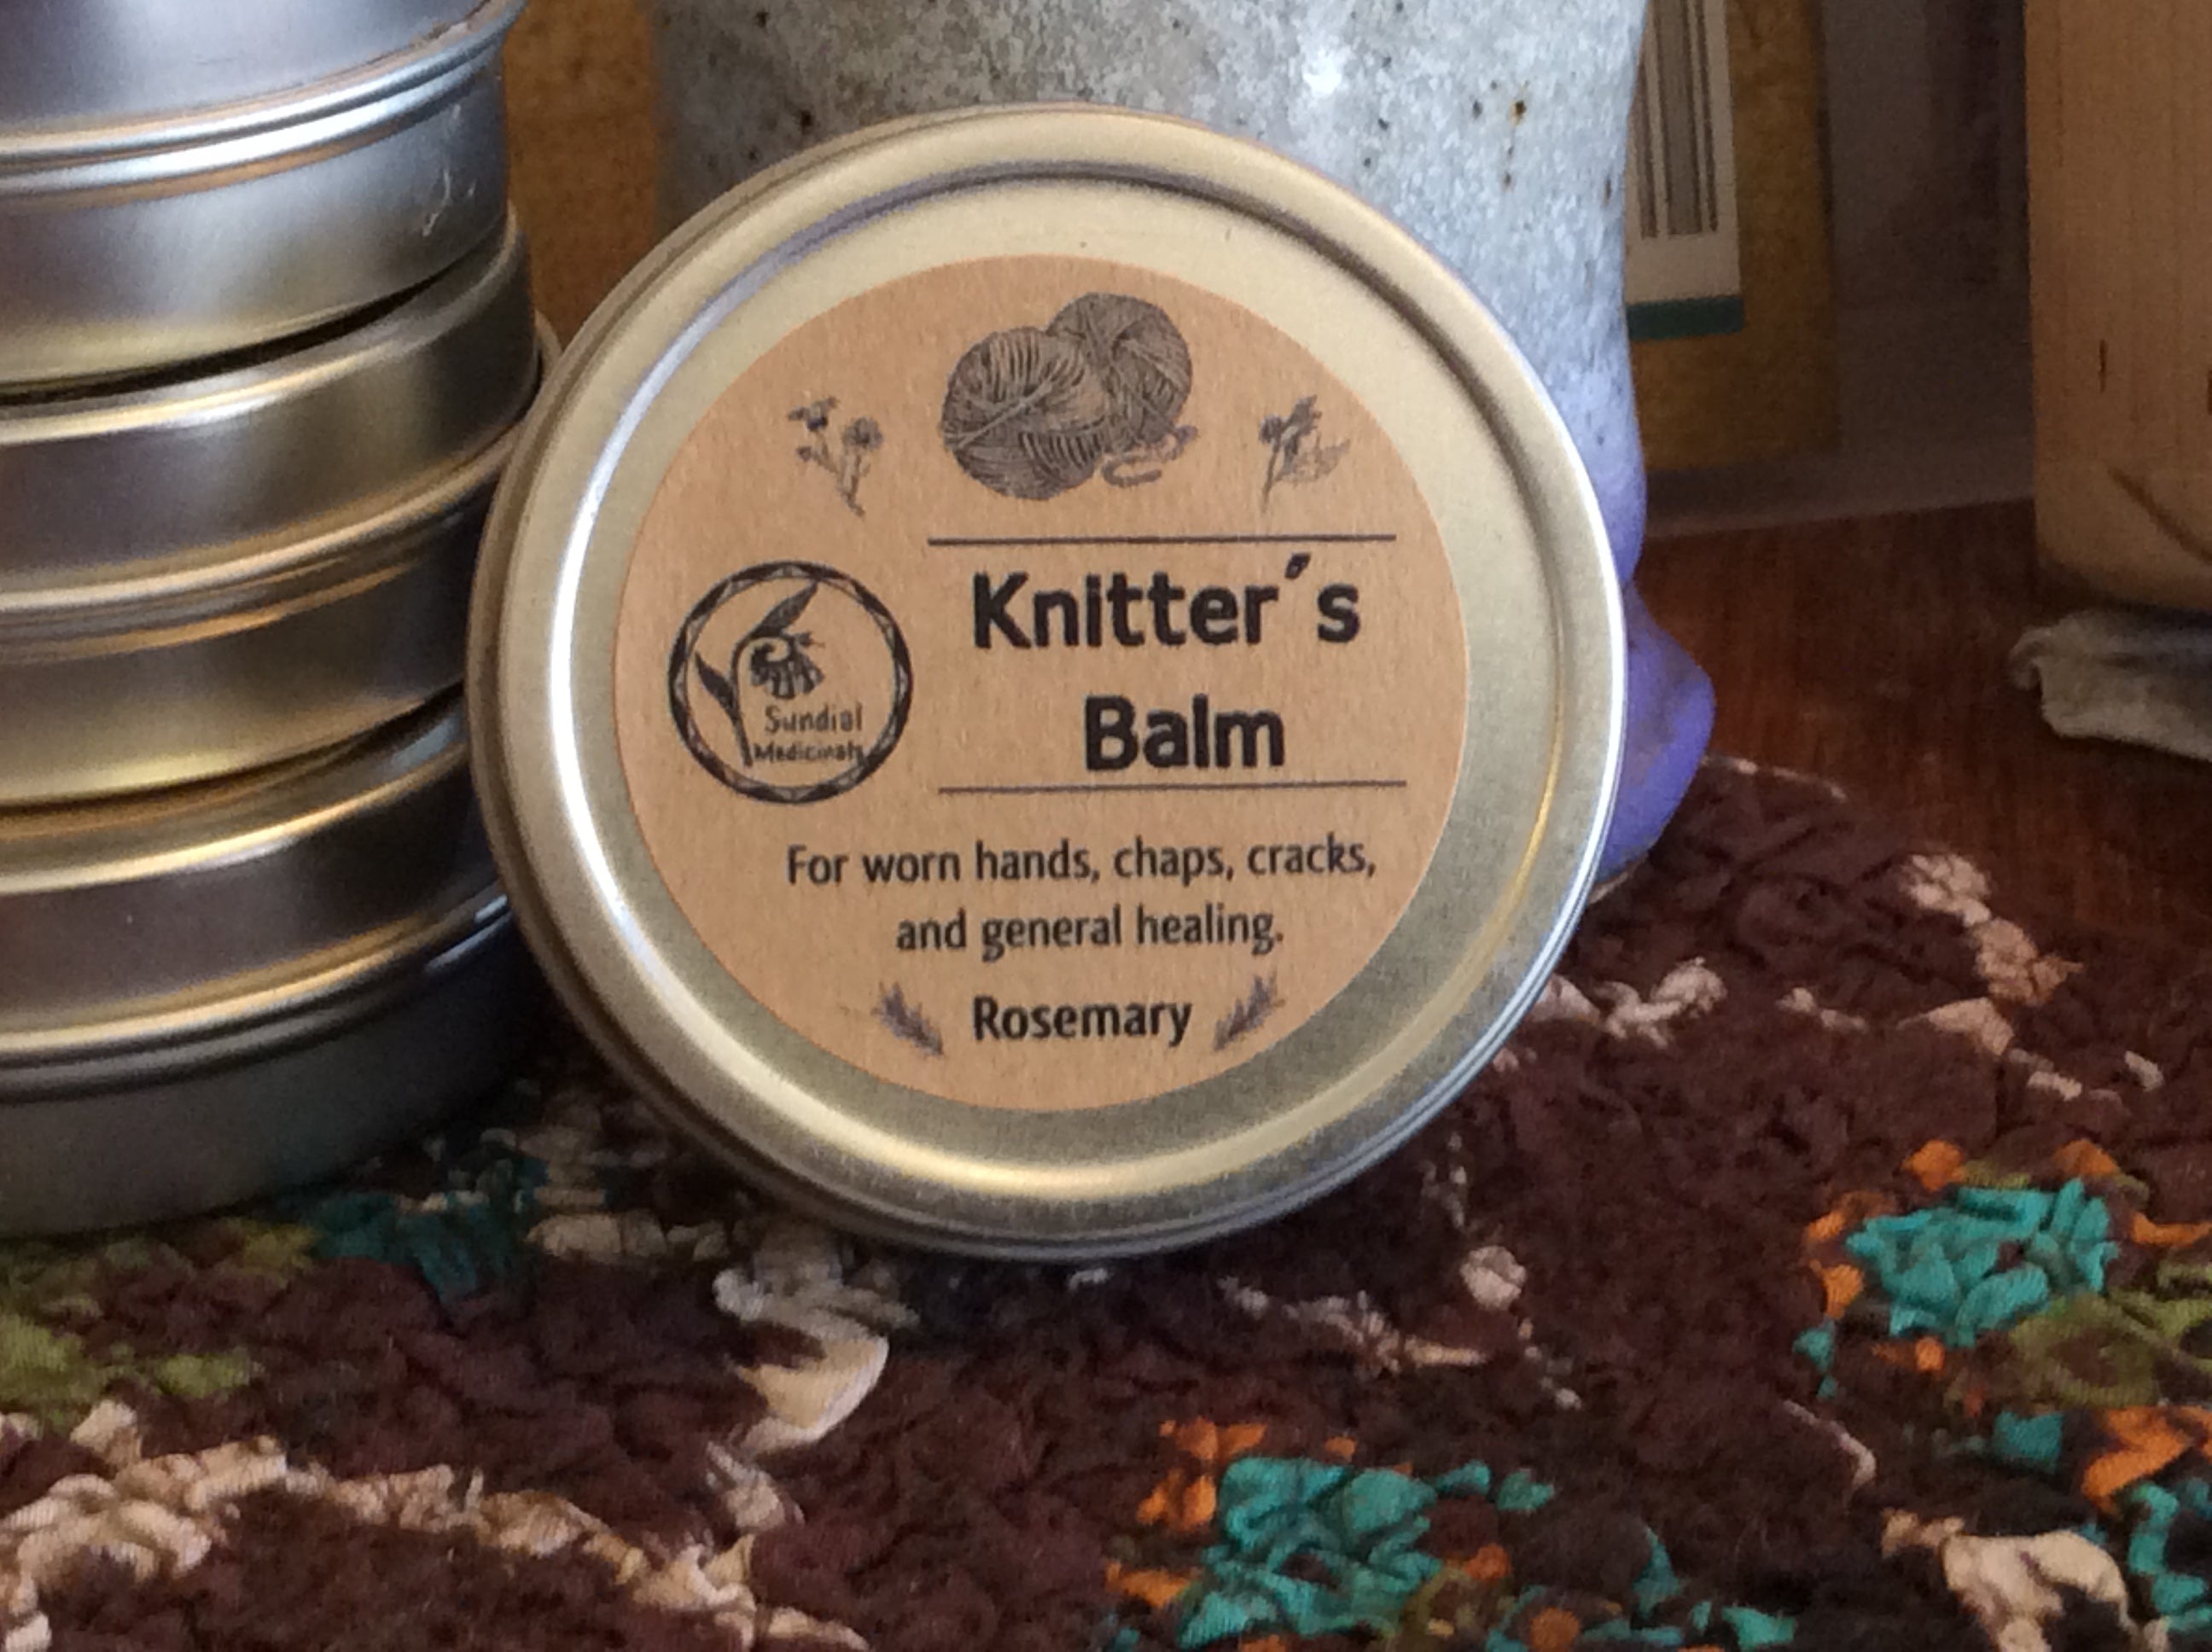 Knitter´s
Balm
Sundial
Medicinals
For worn hands, chaps, cracks,
and general healing.
Rosemary